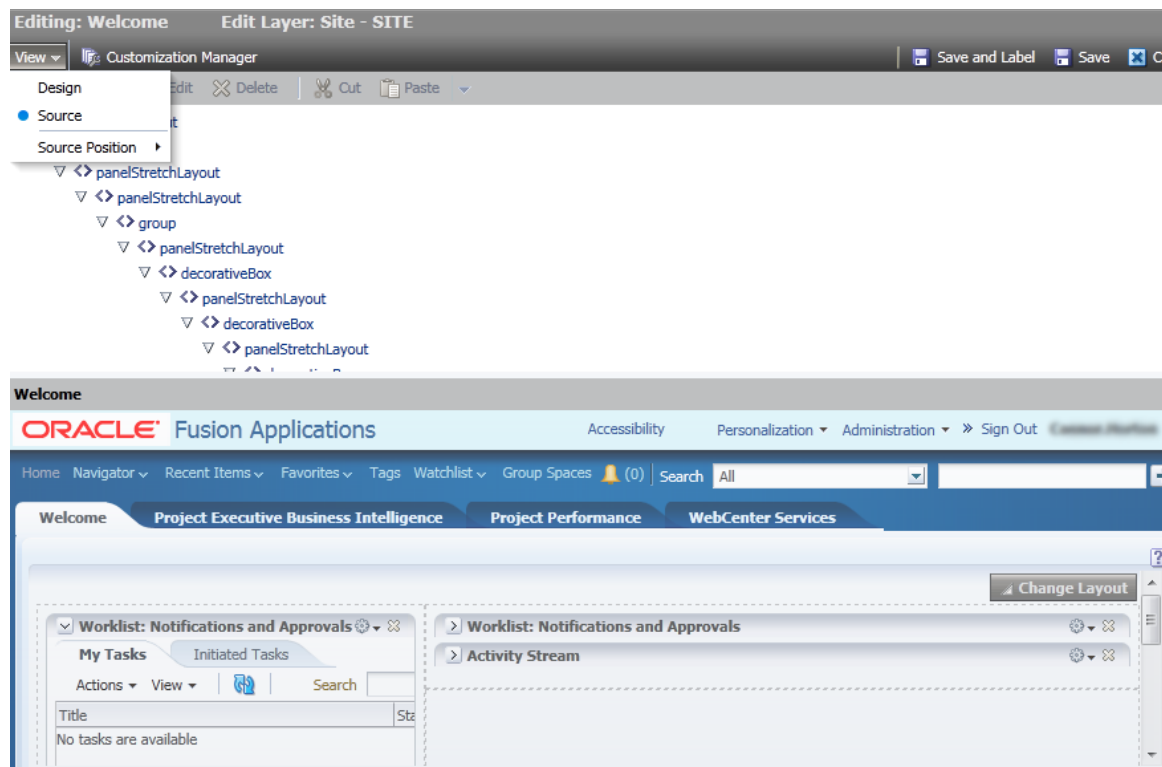 Editing: Welcome Edit Layer: Site - SITE
View Customization Manager Save and Label Save
Design Edit Delete Cut Paste
Source
Source Position
<> panelStretchLayout
<> panelStretchLayout
<> group
<> panelStretchLayout
<> decorativeBox
<> panelStretchLayout
<> decorativeBox
<> panelStretchLayout
Welcome
ORACLE Fusion Applications Accessibility Personalization Administration » Sign Out
Home Navigator Recent Items Favorites Tags Watchlist Group Spaces (0) Search All
Welcome Project Executive Business Intelligence Project Performance WebCenter Services
?
Change Layout
Worklist: Notifications and Approvals Worklist: Notifications and Approvals
My Tasks Initiated Tasks Activity Stream
Actions View Search
Title Sta
No tasks are available